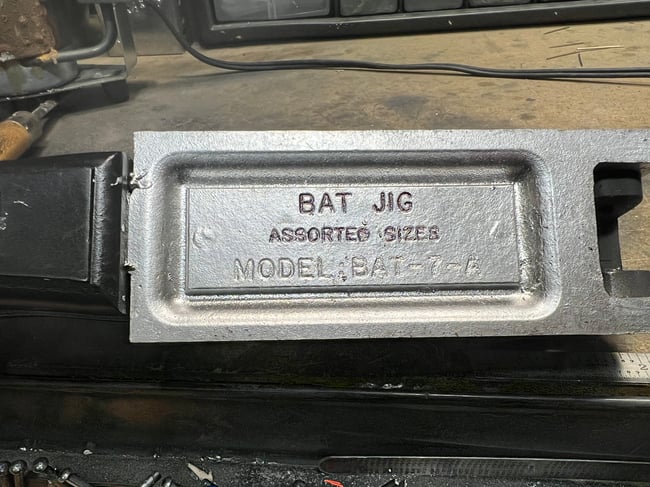 BAT JIG
ASSORTED SIZES
MODEL: BAT-7-A